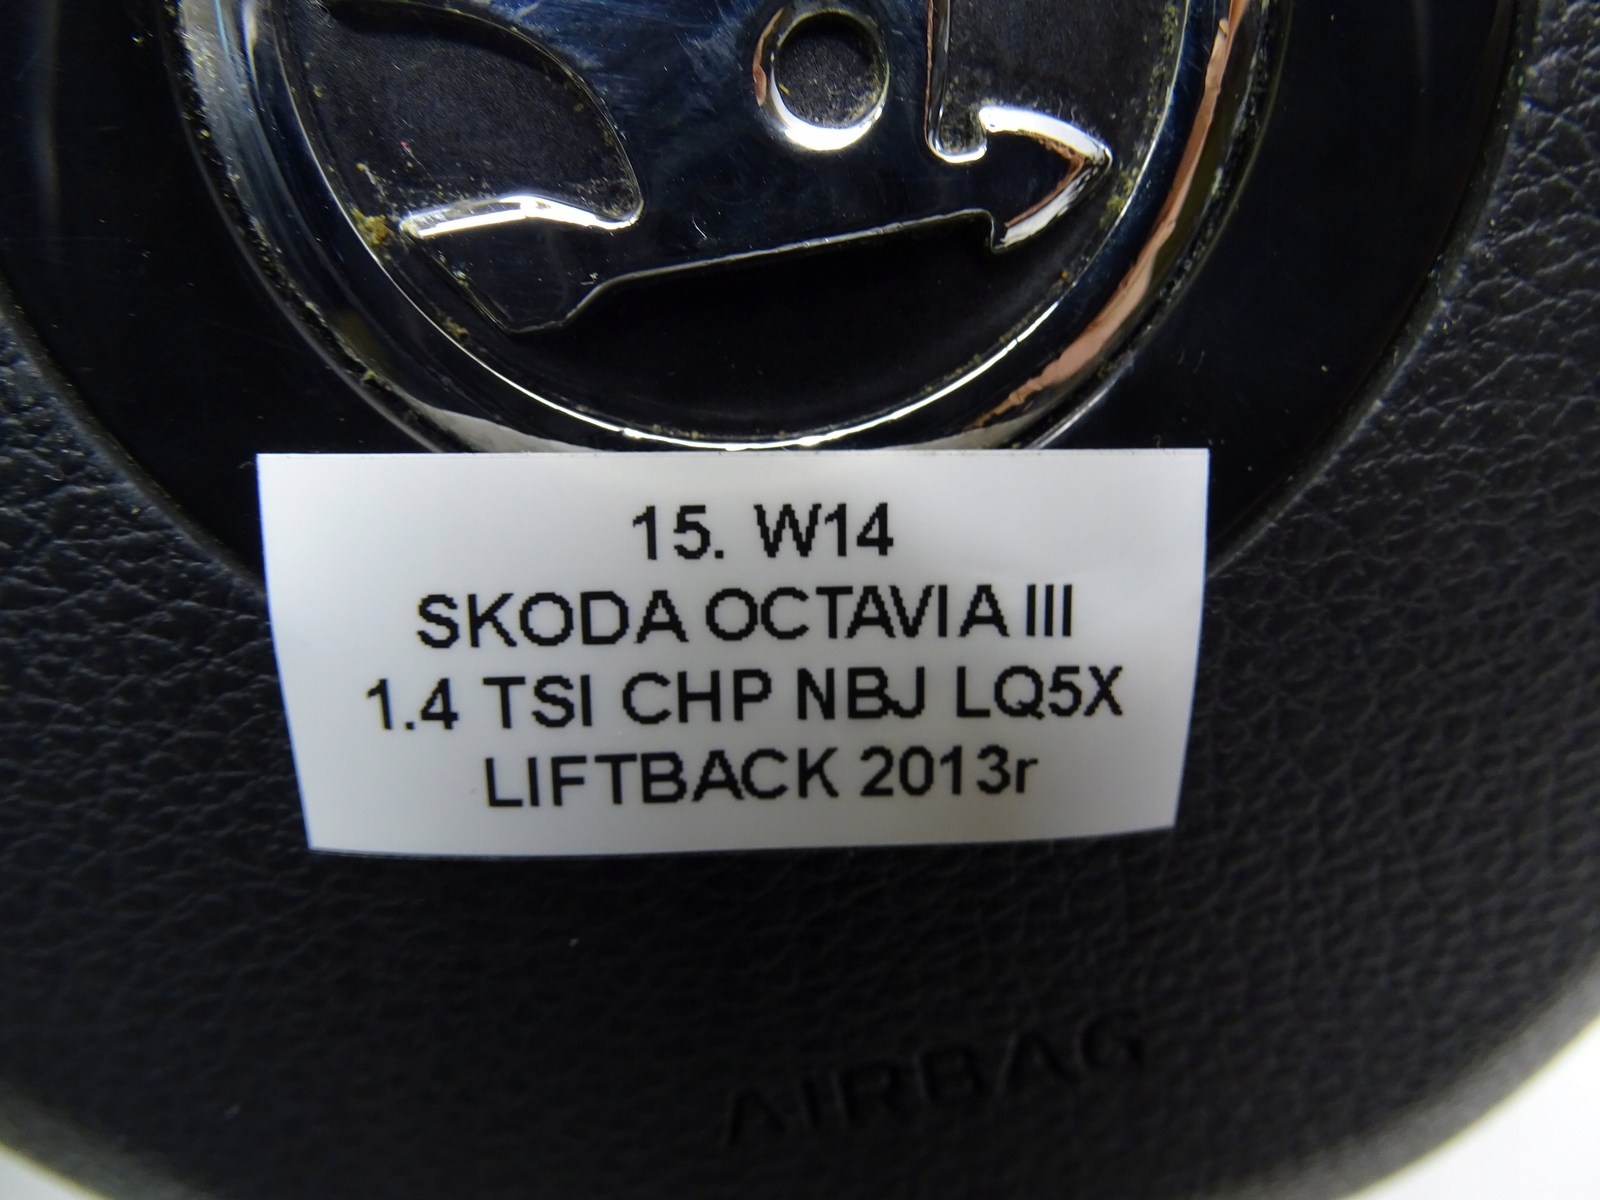 15. W14
SKODA OCTAVIA III
1.4 TSI CHP NBJ LQ5X
LIFTBACK 2013r
AIRBAG